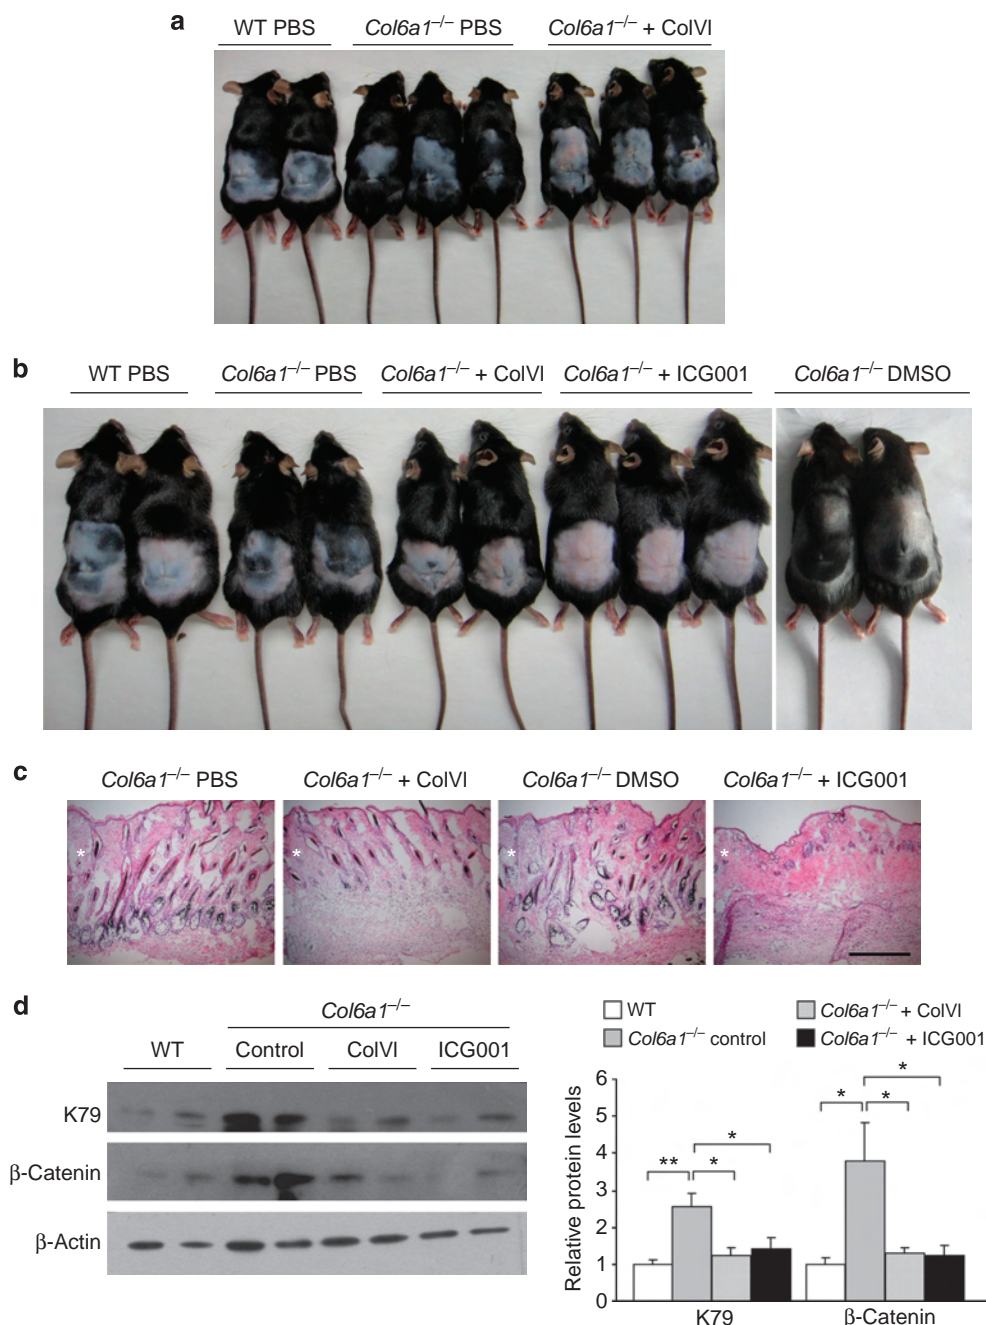 a
WT PBS
Col6a1–/– PBS
Col6a1–/– + ColVI
b
WT PBS
Col6a1–/– PBS
Col6a1–/– + ColVI
Col6a1–/– + ICG001
Col6a1–/– DMSO
c
Col6a1–/– PBS
Col6a1–/– + ColVI
Col6a1–/– DMSO
Col6a1–/– + ICG001
* * * *
d
Col6a1–/–
WT Control ColVI ICG001
K79
β-Catenin
β-Actin
WT
Col6a1–/– control
Col6a1–/– + ColVI
Col6a1–/– + ICG001
Relative protein levels
6
5
4
3
2
1
0
** * *
* * *
K79
β-Catenin